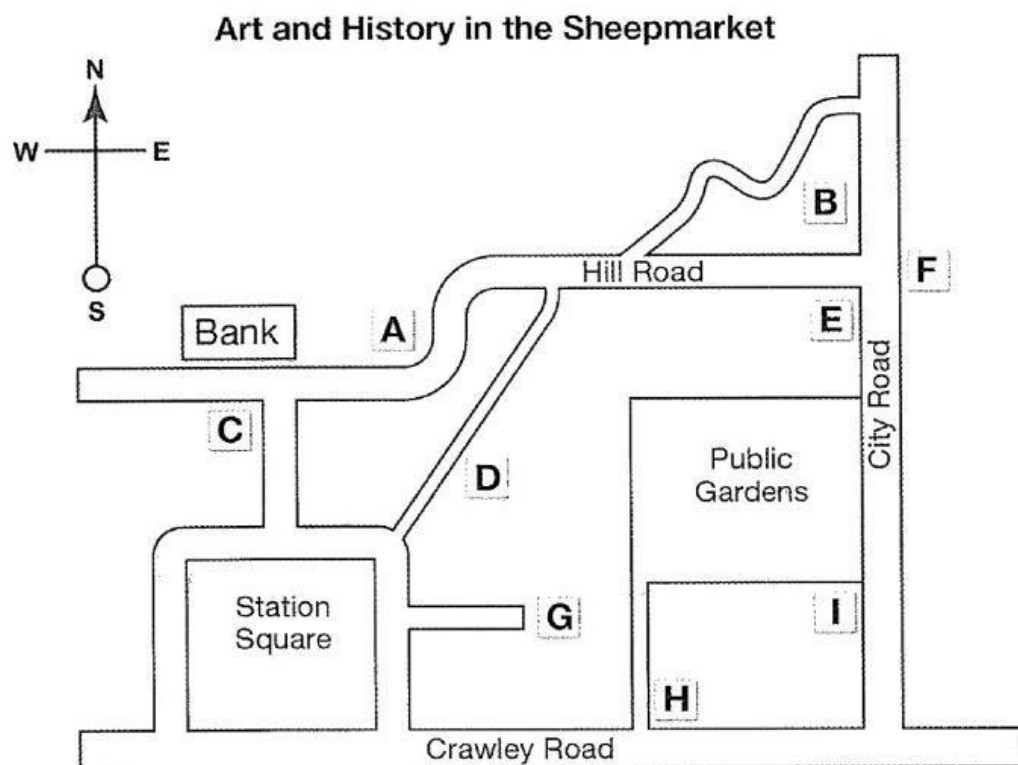 Art and History in the Sheepmarket
N
W
E
S
B
Hill Road
F
A
E
Bank
C
City Road
D
Public
Gardens
Station
Square
G
I
H
Crawley Road